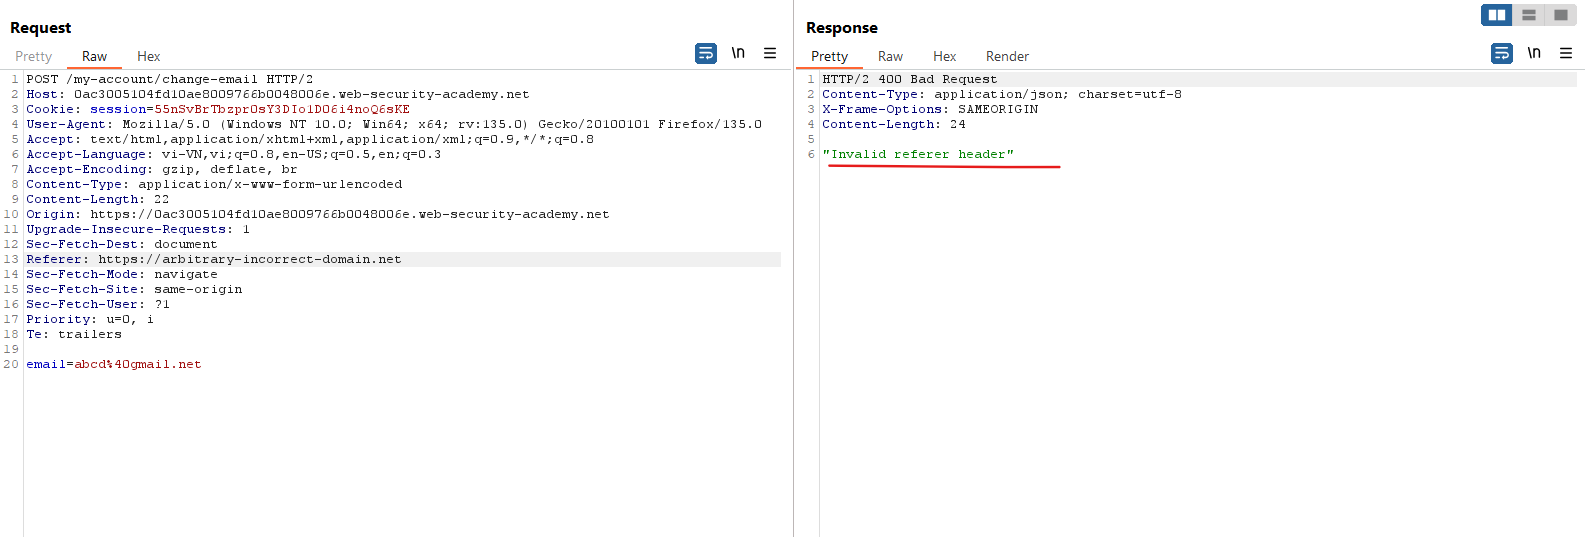 Request
Pretty Raw Hex \n
1 POST /my-account/change-email HTTP/2
2 Host: 0ac3005104fd10ae8009766b0048006e.web-security-academy.net
3 Cookie: session=55nSvBrTbzpr0sY3DIo1D06i4noQ6sKE
4 User-Agent: Mozilla/5.0 (Windows NT 10.0; Win64; x64; rv:135.0) Gecko/20100101 Firefox/135.0
5 Accept: text/html,application/xhtml+xml,application/xml;q=0.9,*/*;q=0.8
6 Accept-Language: vi-VN,vi;q=0.8,en-US;q=0.5,en;q=0.3
7 Accept-Encoding: gzip, deflate, br
8 Content-Type: application/x-www-form-urlencoded
9 Content-Length: 22
10 Origin: https://0ac3005104fd10ae8009766b0048006e.web-security-academy.net
11 Upgrade-Insecure-Requests: 1
12 Sec-Fetch-Dest: document
13 Referer: https://arbitrary-incorrect-domain.net
14 Sec-Fetch-Mode: navigate
15 Sec-Fetch-Site: same-origin
16 Sec-Fetch-User: ?1
17 Priority: u=0, i
18 Te: trailers
19
20 email=abcd%40gmail.net
Response
Pretty Raw Hex Render \n
1 HTTP/2 400 Bad Request
2 Content-Type: application/json; charset=utf-8
3 X-Frame-Options: SAMEORIGIN
4 Content-Length: 24
5
6 "Invalid referer header"